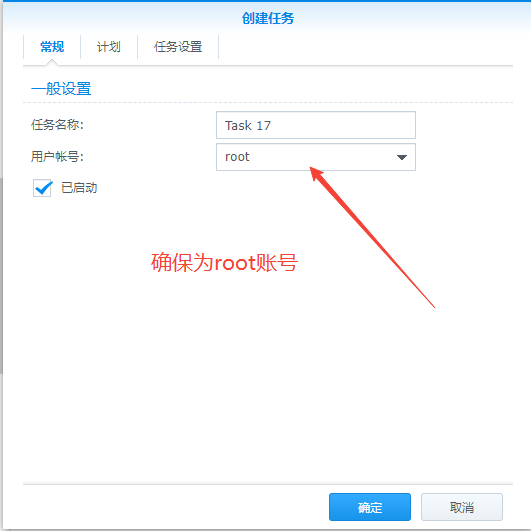 创建任务
常规 计划 任务设置
一般设置
任务名称: Task 17
用户帐号: root
已启动
确保为root账号
确定 取消